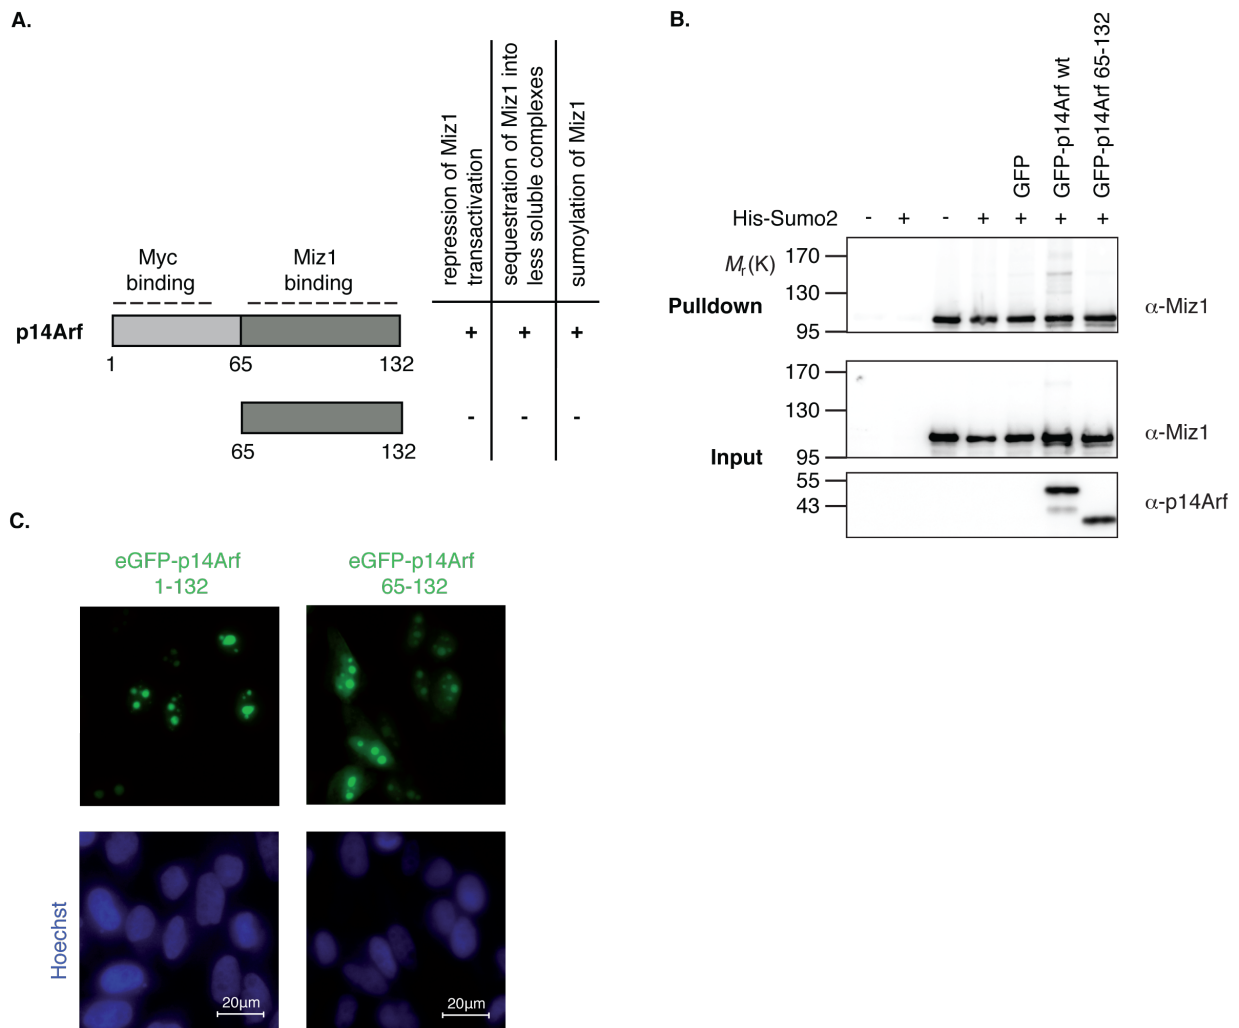 A.
repression of Miz1
transactivation
sequestration of Miz1 into
less soluble complexes
sumoylation of Miz1
Myc
binding
Miz1
binding
p14Arf
+ + +
1 65 132
- - -
65 132
B.
GFP
GFP-p14Arf wt
GFP-p14Arf 65-132
His-Sumo2 - + - + + + +
Mr(K)
170
130
95
Pulldown
α-Miz1
170
130
95
Input
α-Miz1
55
43
α-p14Arf
C.
eGFP-p14Arf
1-132
eGFP-p14Arf
65-132
Hoechst
20µm
20µm